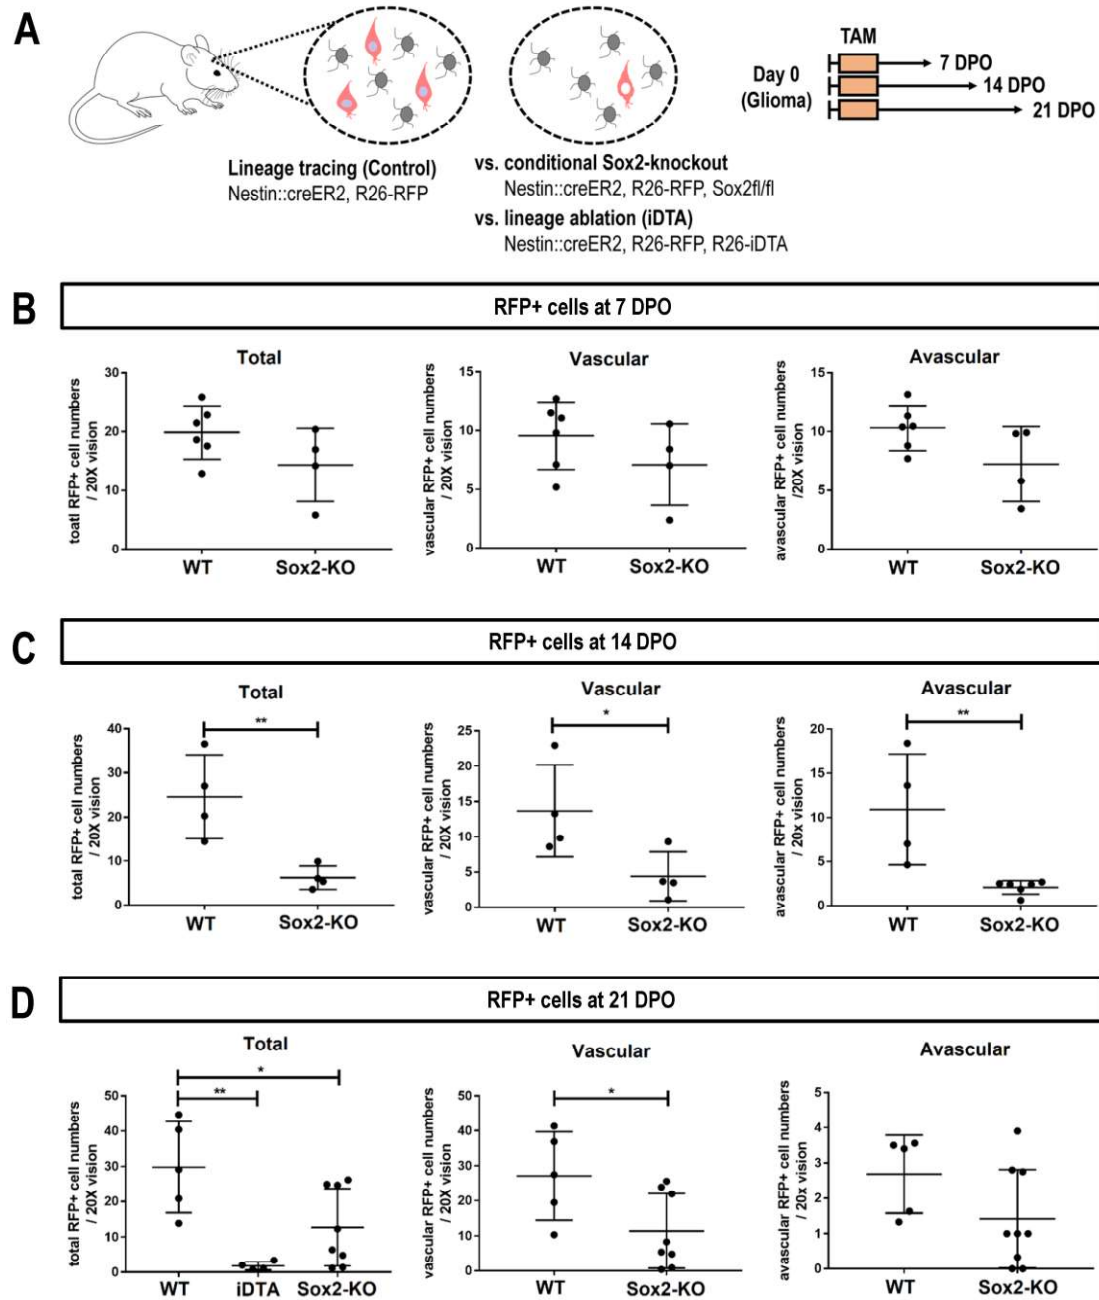 A
TAM
Day 0
(Glioma)
7 DPO
14 DPO
21 DPO
Lineage tracing (Control)
Nestin::creER2, R26-RFP
vs. conditional Sox2-knockout
Nestin::creER2, R26-RFP, Sox2fl/fl
vs. lineage ablation (iDTA)
Nestin::creER2, R26-RFP, R26-iDTA
B
RFP+ cells at 7 DPO
Total
toatl RFP+ cell numbers
/ 20X vision
30
20
10
0
WT
Sox2-KO
Vascular
vascular RFP+ cell numbers
/ 20X vision
15
10
5
0
WT
Sox2-KO
Avascular
avascular RFP+ cell numbers
/20X vision
15
10
5
0
WT
Sox2-KO
C
RFP+ cells at 14 DPO
Total
total RFP+ cell numbers
/ 20X vision
40
30
20
10
0
**
WT
Sox2-KO
Vascular
vascular RFP+ cell numbers
/ 20X vision
25
20
15
10
5
0
*
WT
Sox2-KO
Avascular
avascular RFP+ cell numbers
/ 20x vision
20
15
10
5
0
**
WT
Sox2-KO
D
RFP+ cells at 21 DPO
Total
total RFP+ cell numbers
/ 20X vision
50
40
30
20
10
0
*
**
WT
iDTA
Sox2-KO
Vascular
vascular RFP+ cell numbers
/ 20X vision
50
40
30
20
10
0
*
WT
Sox2-KO
Avascular
avascular RFP+ cell numbers
/ 20x vision
5
4
3
2
1
0
WT
Sox2-KO